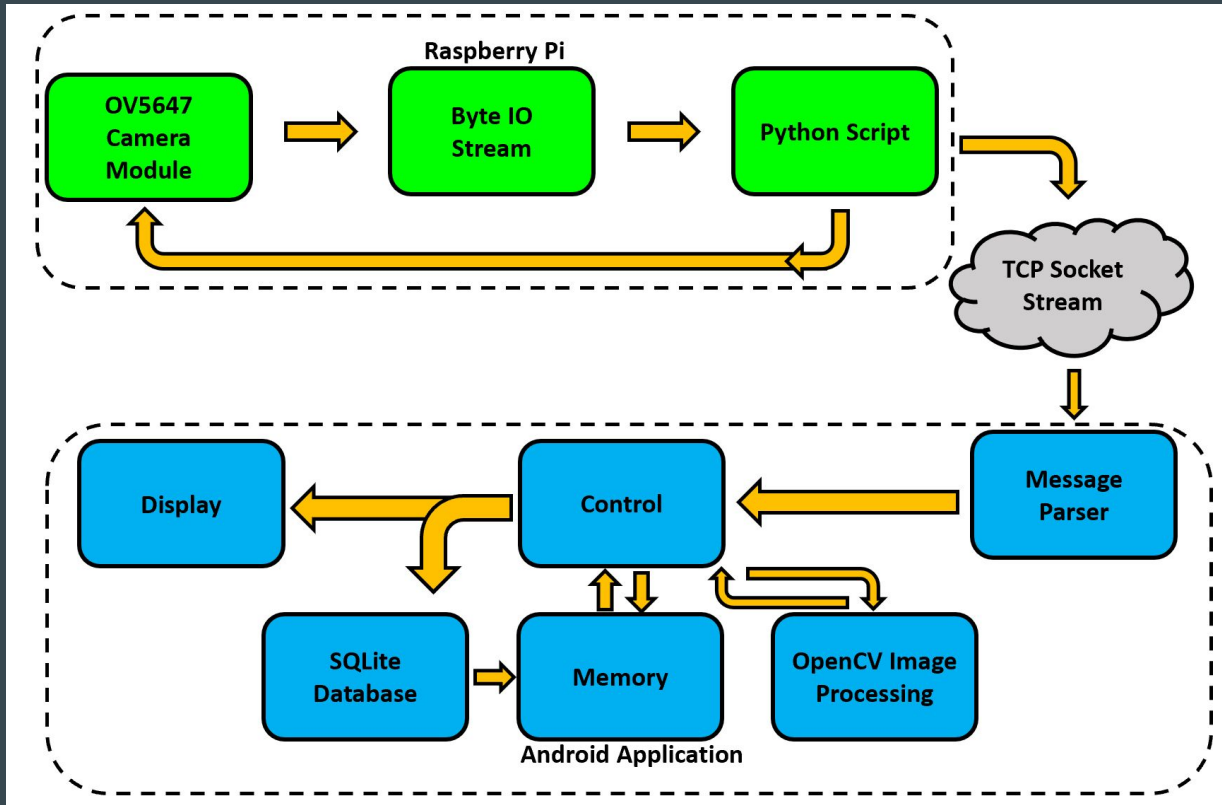 Raspberry Pi
OV5647
Camera
Module
Byte IO
Stream
Python Script
TCP Socket
Stream
Display
Control
Message
Parser
SQLite
Database
Memory
OpenCV Image
Processing
Android Application